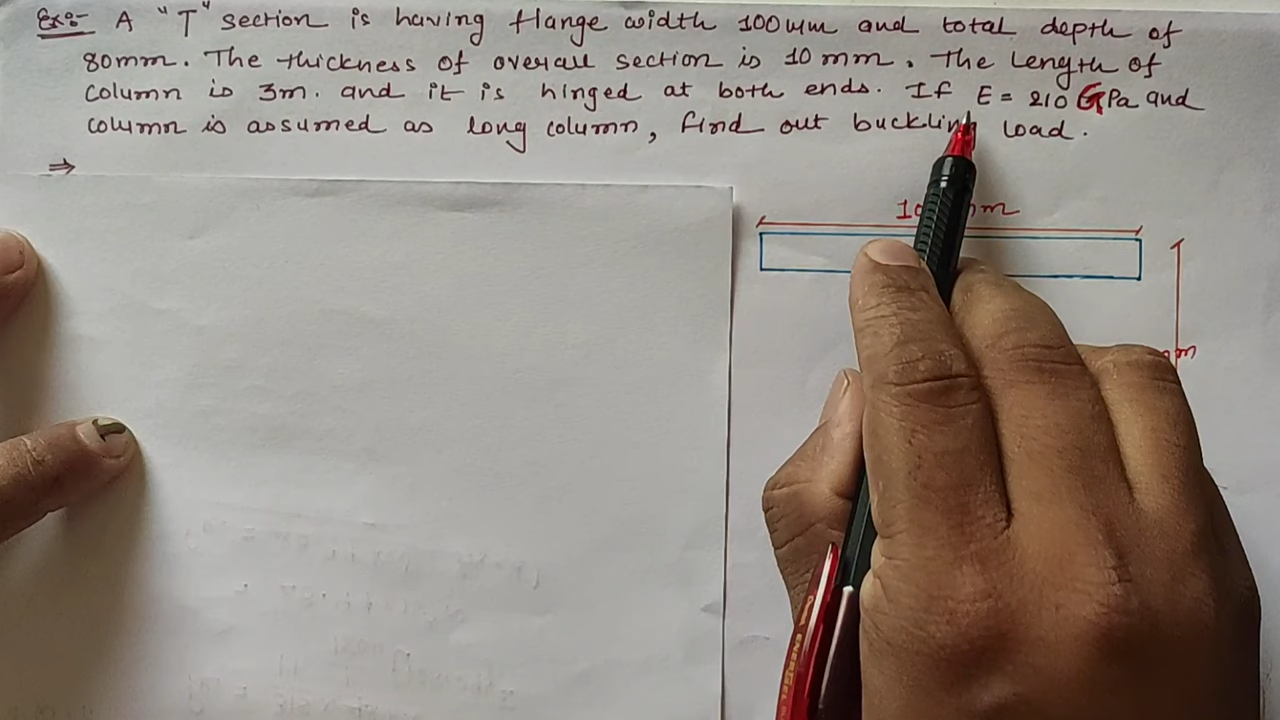 Ex:- A "T" section is having flange width 100mm and total depth of
80mm. The thickness of overall section is 10mm. The length of
column is 3m. and it is hinged at both ends. If E = 210 GPa and
column is assumed as long column, find out buckling load.
⇒